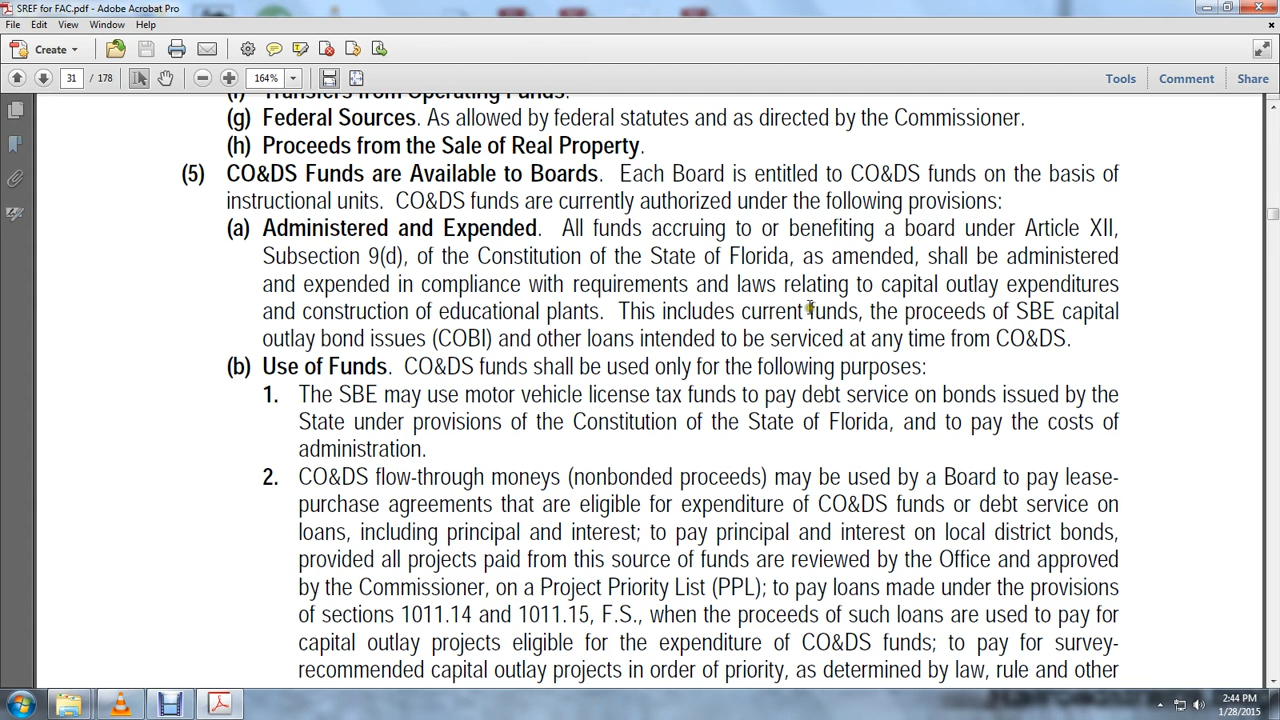 SREF for FAC.pdf - Adobe Acrobat Pro
File Edit View Window Help
Create
31 / 178 164% Tools Comment Share
Transfers from Operating Funds.
(g) Federal Sources. As allowed by federal statutes and as directed by the Commissioner.
(h) Proceeds from the Sale of Real Property.
(5) CO&DS Funds are Available to Boards. Each Board is entitled to CO&DS funds on the basis of
instructional units. CO&DS funds are currently authorized under the following provisions:
(a) Administered and Expended. All funds accruing to or benefiting a board under Article XII,
Subsection 9(d), of the Constitution of the State of Florida, as amended, shall be administered
and expended in compliance with requirements and laws relating to capital outlay expenditures
and construction of educational plants. This includes current funds, the proceeds of SBE capital
outlay bond issues (COBI) and other loans intended to be serviced at any time from CO&DS.
(b) Use of Funds. CO&DS funds shall be used only for the following purposes:
1. The SBE may use motor vehicle license tax funds to pay debt service on bonds issued by the
State under provisions of the Constitution of the State of Florida, and to pay the costs of
administration.
2. CO&DS flow-through moneys (nonbonded proceeds) may be used by a Board to pay lease-
purchase agreements that are eligible for expenditure of CO&DS funds or debt service on
loans, including principal and interest; to pay principal and interest on local district bonds,
provided all projects paid from this source of funds are reviewed by the Office and approved
by the Commissioner, on a Project Priority List (PPL); to pay loans made under the provisions
of sections 1011.14 and 1011.15, F.S., when the proceeds of such loans are used to pay for
capital outlay projects eligible for the expenditure of CO&DS funds; to pay for survey-
recommended capital outlay projects in order of priority, as determined by law, rule and other
2:44 PM
1/28/2015